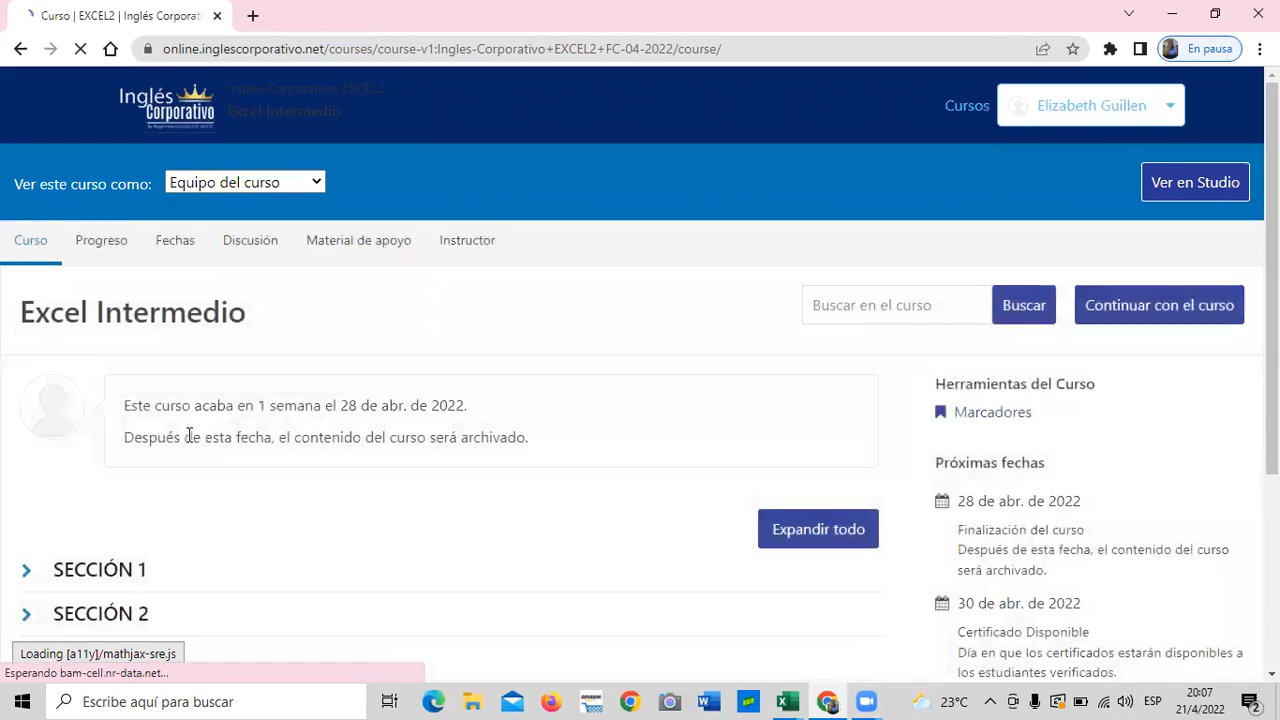 Curso | EXCEL2 | Inglés Corporati
online.inglescorporativo.net/courses/course-v1:Ingles-Corporativo+EXCEL2+FC-04-2022/course/
En pausa
Inglés
Corporativo
Inglés-Corporativo: EXCEL2
Excel Intermedio
Cursos
Elizabeth Guillen
Ver este curso como:
Equipo del curso
Ver en Studio
Curso
Progreso
Fechas
Discusión
Material de apoyo
Instructor
Excel Intermedio
Buscar en el curso
Buscar
Continuar con el curso
Este curso acaba en 1 semana el 28 de abr. de 2022.
Después de esta fecha, el contenido del curso será archivado.
Herramientas del Curso
Marcadores
Próximas fechas
28 de abr. de 2022
Finalización del curso
Después de esta fecha, el contenido del curso
será archivado.
30 de abr. de 2022
Certificado Disponible
Día en que los certificados estarán disponibles a
los estudiantes verificados.
Expandir todo
SECCIÓN 1
SECCIÓN 2
Loading [a11y]/mathjax-sre.js
Esperando bam-cell.nr-data.net...
Escribe aquí para buscar
amazon
23°C
ESP
20:07
21/4/2022
2